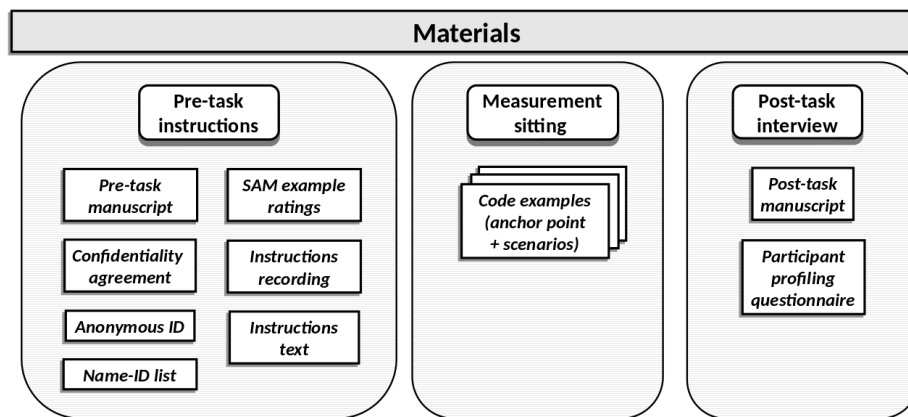 Materials
Pre-task
instructions
Pre-task
manuscript
Confidentiality
agreement
Anonymous ID
Name-ID list
SAM example
ratings
Instructions
recording
Instructions
text
Measurement
sitting
Code examples
(anchor point
+ scenarios)
Post-task
interview
Post-task
manuscript
Participant
profiling
questionnaire